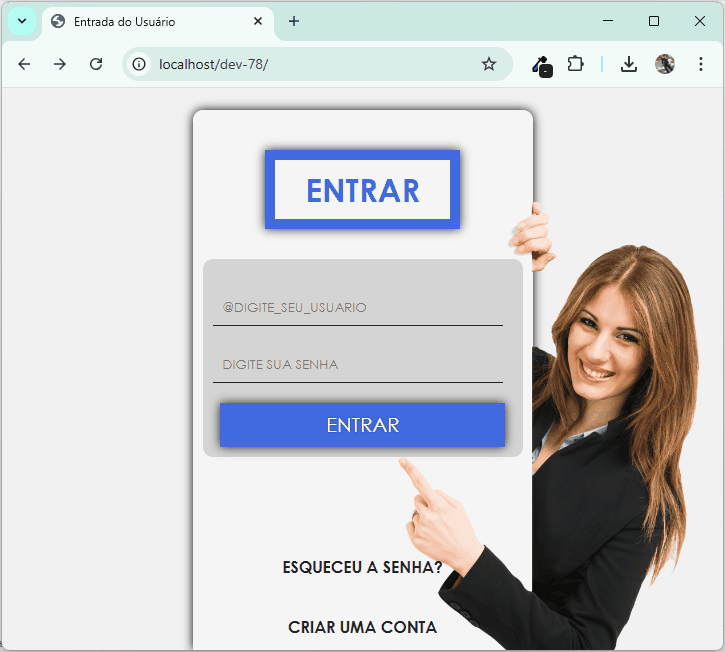 Entrada do Usuário
localhost/dev-78/
ENTRAR
@DIGITE_SEU_USUARIO
DIGITE SUA SENHA
ENTRAR
ESQUECEU A SENHA?
CRIAR UMA CONTA